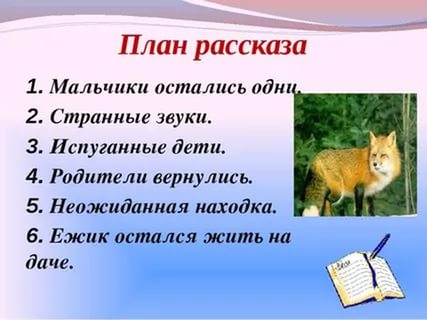 План рассказа
1. Мальчики остались одни.
2. Странные звуки.
3. Испуганные дети.
4. Родители вернулись.
5. Неожиданная находка.
6. Ежик остался жить на
даче.